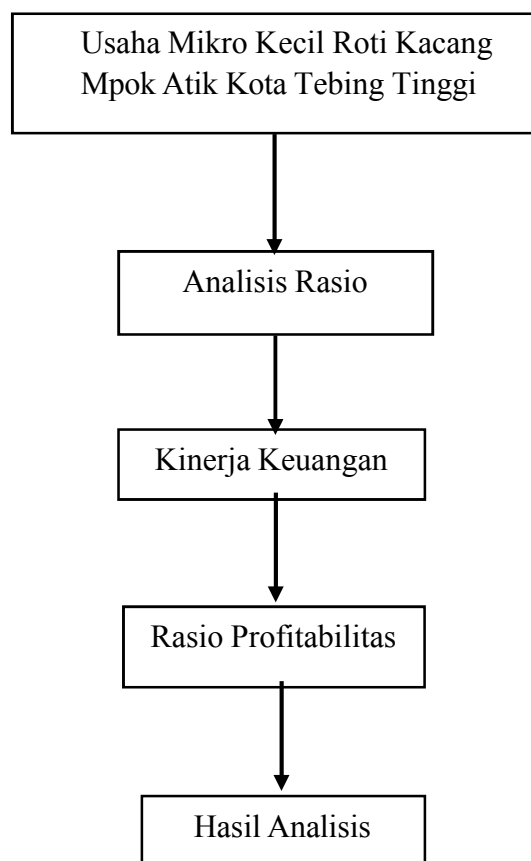 Usaha Mikro Kecil Roti Kacang
Mpok Atik Kota Tebing Tinggi
Analisis Rasio
Kinerja Keuangan
Rasio Profitabilitas
Hasil Analisis